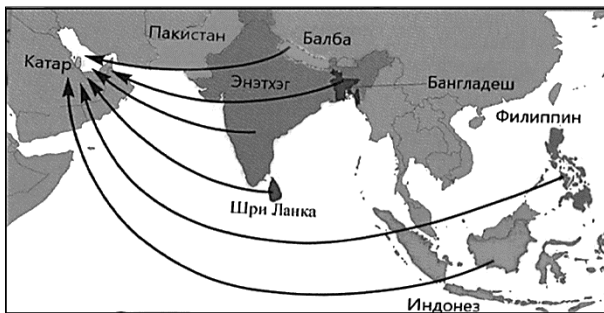 Пакистан
Балба
Катар
Энэтхэг
Бангладеш
Филиппин
Шри Ланка
Индонез